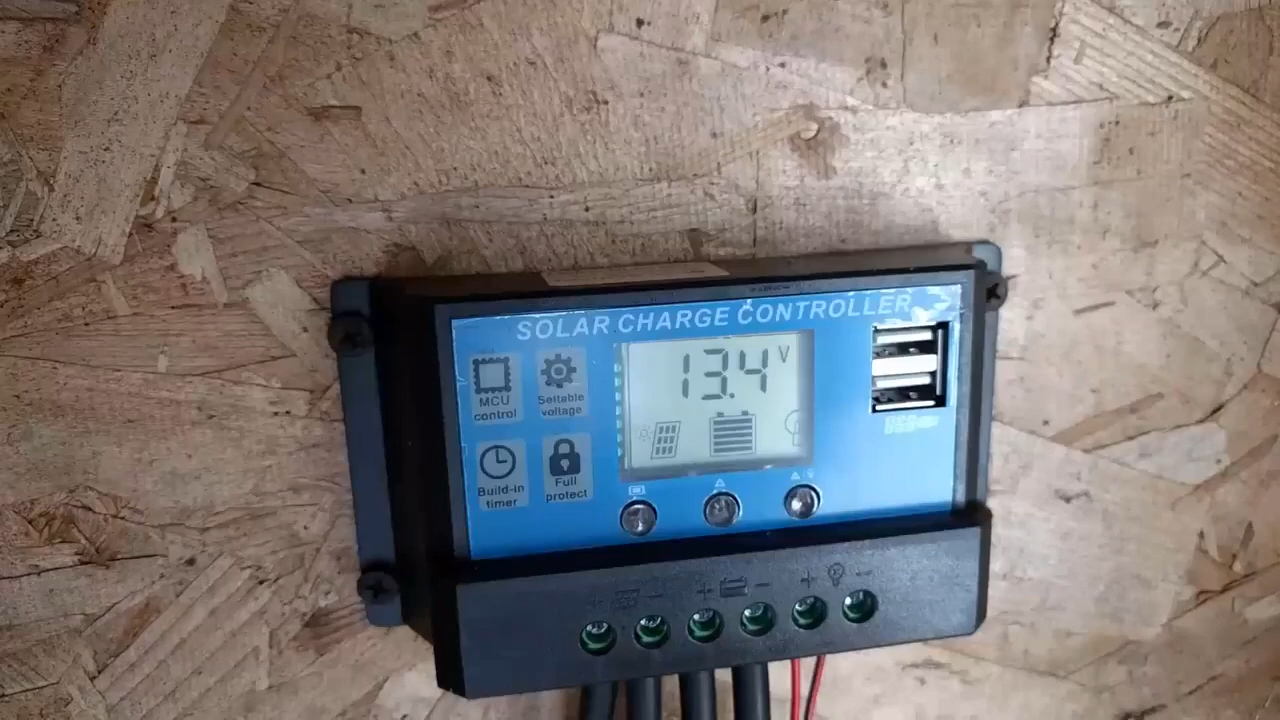 SOLAR CHARGE CONTROLLER
13.4 V
MCU
control
Settable
voltage
Build-in
timer
Full
protect
+ -
+ -